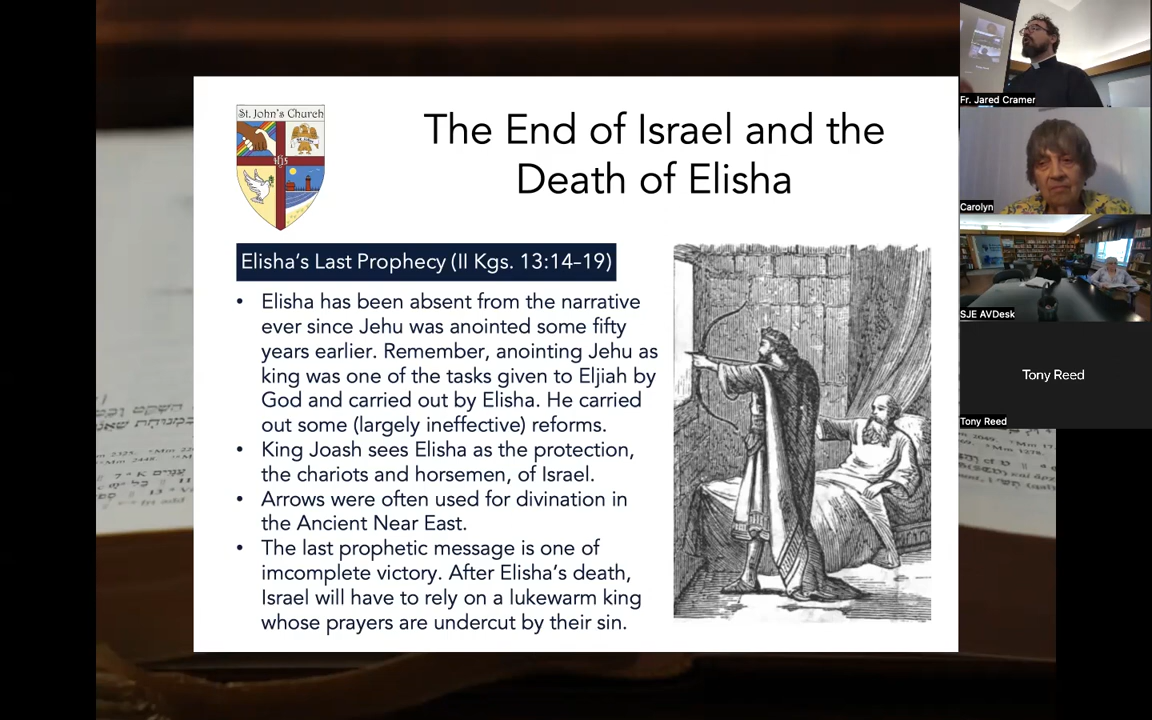 St. John's Church
The End of Israel and the
Death of Elisha
Elisha's Last Prophecy (II Kgs. 13:14-19)
• Elisha has been absent from the narrative
ever since Jehu was anointed some fifty
years earlier. Remember, anointing Jehu as
king was one of the tasks given to Eljiah by
God and carried out by Elisha. He carried
out some (largely ineffective) reforms.
• King Joash sees Elisha as the protection,
the chariots and horsemen, of Israel.
• Arrows were often used for divination in
the Ancient Near East.
• The last prophetic message is one of
imcomplete victory. After Elisha's death,
Israel will have to rely on a lukewarm king
whose prayers are undercut by their sin.
Fr. Jared Cramer
Carolyn
SJE AVDesk
Tony Reed
Tony Reed